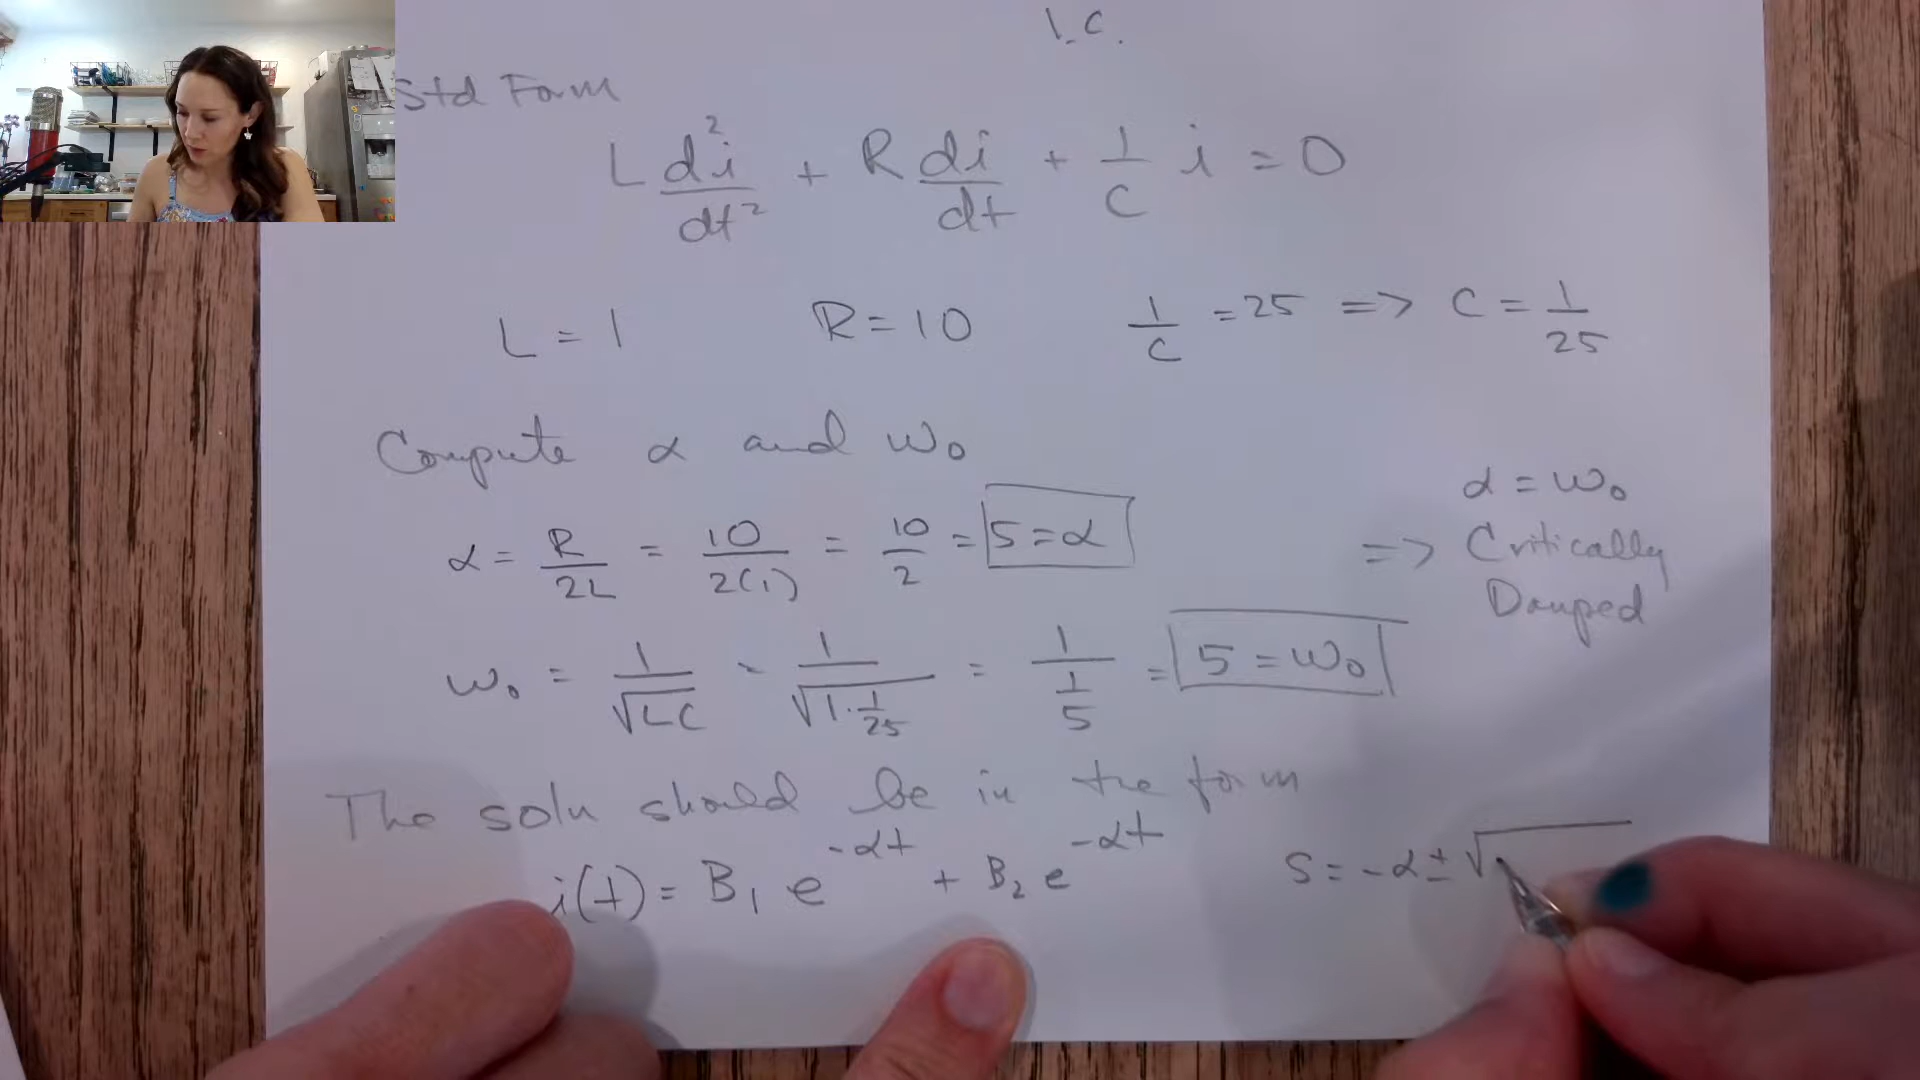 I.C.
Std Form
L d²i/dt² + R di/dt + 1/C i = 0
L = 1 R = 10 1/C = 25 => C = 1/25
Compute α and ω₀
α = ω₀
α = R/2L = 10/2(1) = 10/2 = 5 = α => Critically
Damped
ω₀ = 1/√LC = 1/√1·1/25 = 1/1/5 = 5 = ω₀
The soln should be in the form
i(t) = B₁ e^-αt + B₂ e^-αt S = -α ± √